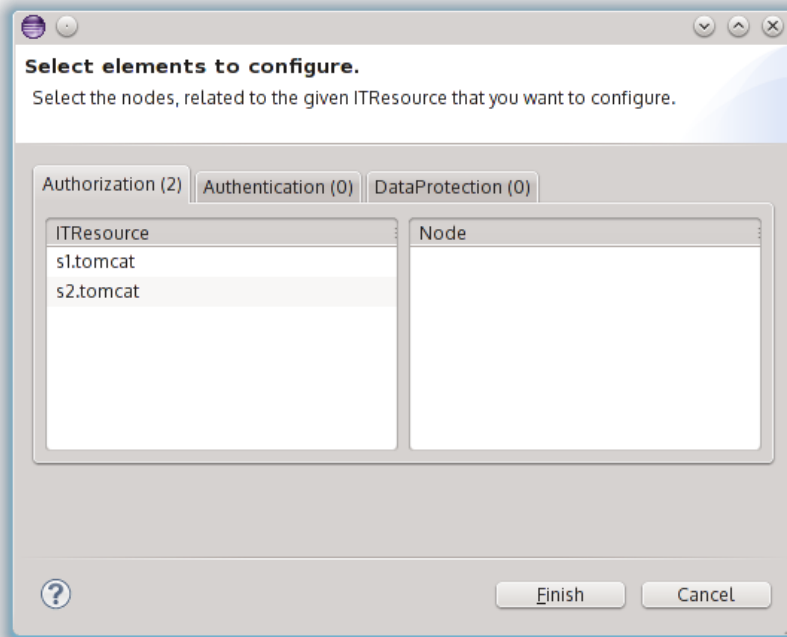 Select elements to configure.
Select the nodes, related to the given ITResource that you want to configure.
Authorization (2) Authentication (0) DataProtection (0)
ITResource Node
s1.tomcat
s2.tomcat
? Finish Cancel